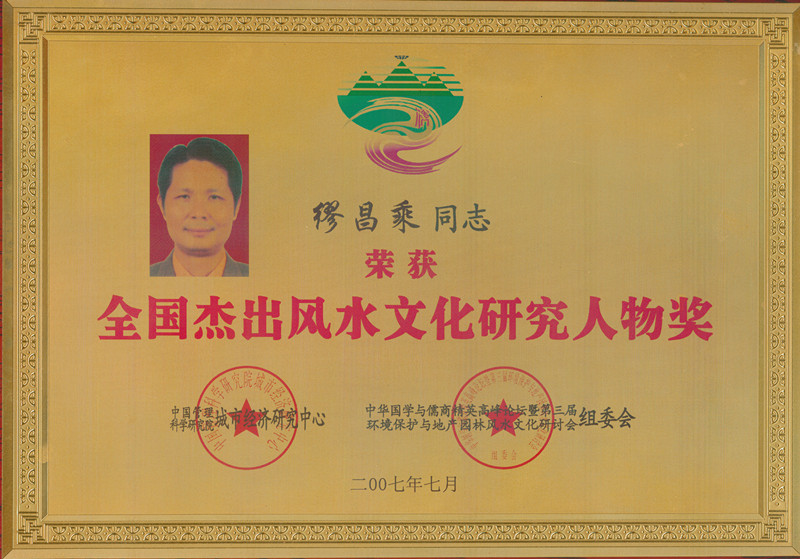 缪昌乘 同志
荣获
全国杰出风水文化研究人物奖
中国管理科学研究院 城市经济研究中心
中华国学与儒商精英高峰论坛暨第三届
环境保护与地产园林风水文化研讨会 组委会
二00七年七月
组委会